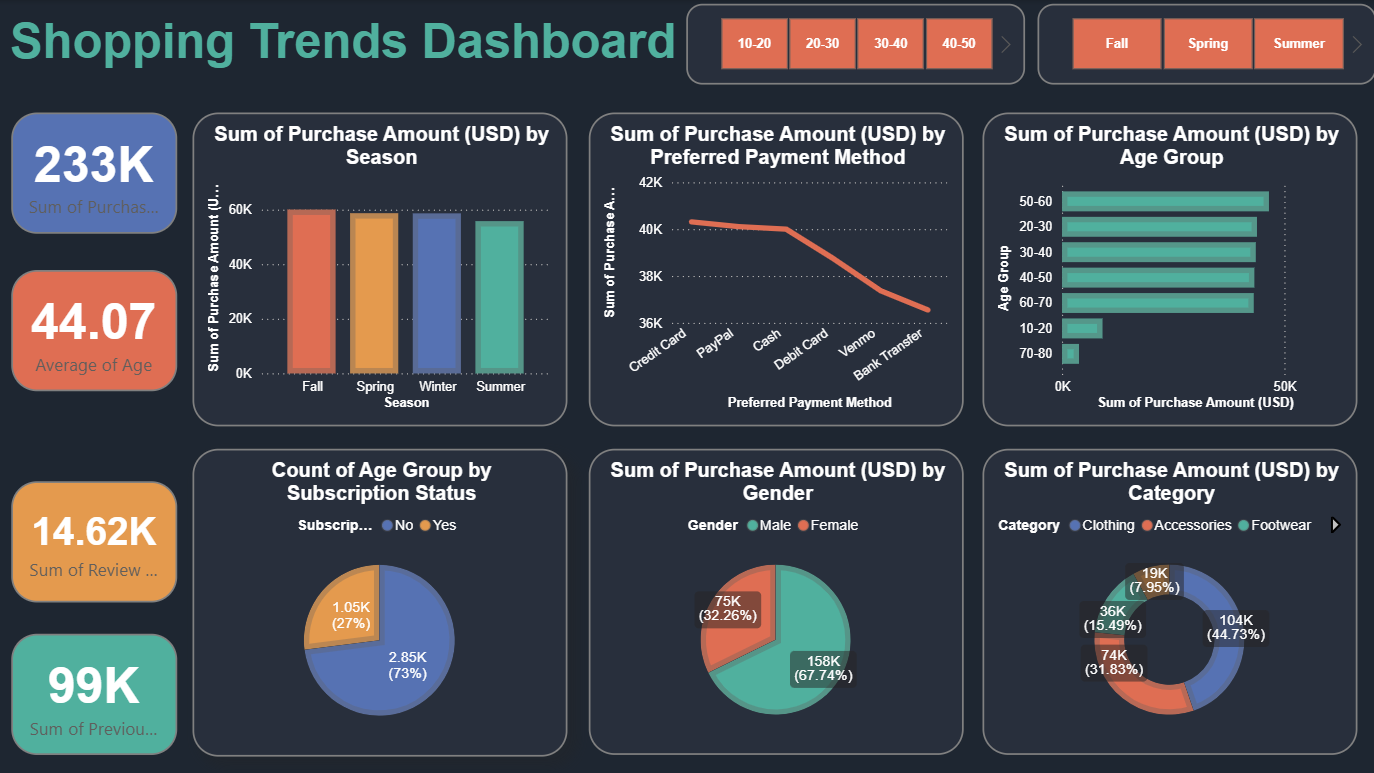 Shopping Trends Dashboard
10-20
20-30
30-40
40-50
Fall
Spring
Summer
233K
Sum of Purchas...
44.07
Average of Age
14.62K
Sum of Review ...
99K
Sum of Previou...
Sum of Purchase Amount (USD) by
Season
Sum of Purchase Amount (U...
60K
40K
20K
0K
Fall
Spring
Winter
Summer
Season
Sum of Purchase Amount (USD) by
Preferred Payment Method
Sum of Purchase A...
42K
40K
38K
36K
Credit Card
PayPal
Cash
Debit Card
Venmo
Bank Transfer
Preferred Payment Method
Sum of Purchase Amount (USD) by
Age Group
Age Group
50-60
20-30
30-40
40-50
60-70
10-20
70-80
0K
50K
Sum of Purchase Amount (USD)
Count of Age Group by
Subscription Status
Subscrip... No Yes
1.05K
(27%)
2.85K
(73%)
Sum of Purchase Amount (USD) by
Gender
Gender Male Female
75K
(32.26%)
158K
(67.74%)
Sum of Purchase Amount (USD) by
Category
Category Clothing Accessories Footwear
19K
(7.95%)
36K
(15.49%)
104K
(44.73%)
74K
(31.83%)